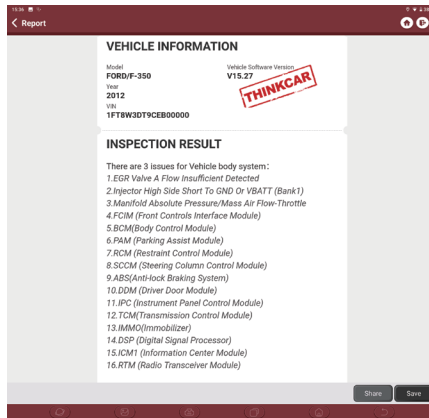 15:36
Report
VEHICLE INFORMATION
Model
FORD/F-350
Vehicle Software Version
V15.27
Year
2012
VIN
1FT8W3DT9CEB00000
THINKCAR
INSPECTION RESULT
There are 3 issues for Vehicle body system:
1.EGR Valve A Flow Insufficient Detected
2.Injector High Side Short To GND Or VBATT (Bank1)
3.Manifold Absolute Pressure/Mass Air Flow-Throttle
4.FCIM (Front Controls Interface Module)
5.BCM(Body Control Module)
6.PAM (Parking Assist Module)
7.RCM (Restraint Control Module)
8.SCCM (Steering Column Control Module)
9.ABS(Anti-lock Braking System)
10.DDM (Driver Door Module)
11.IPC (Instrument Panel Control Module)
12.TCM(Transmission Control Module)
13.IMMO(Immobilizer)
14.DSP (Digital Signal Processor)
15.ICM1 (Information Center Module)
16.RTM (Radio Transceiver Module)
Share Save